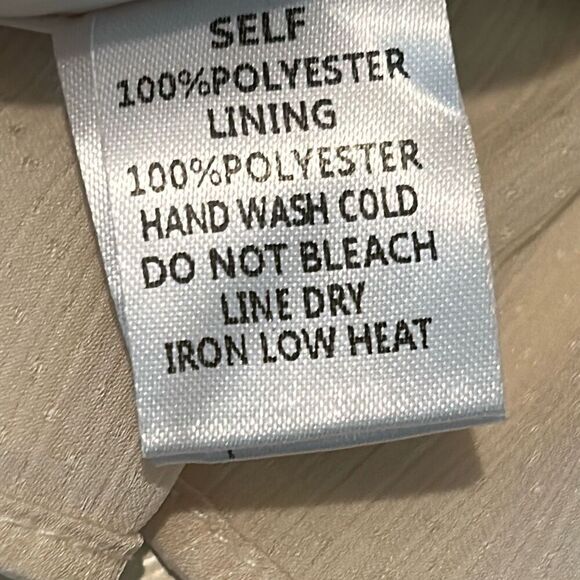 SELF
100%POLYESTER
LINING
100%POLYESTER
HAND WASH COLD
DO NOT BLEACH
LINE DRY
IRON LOW HEAT